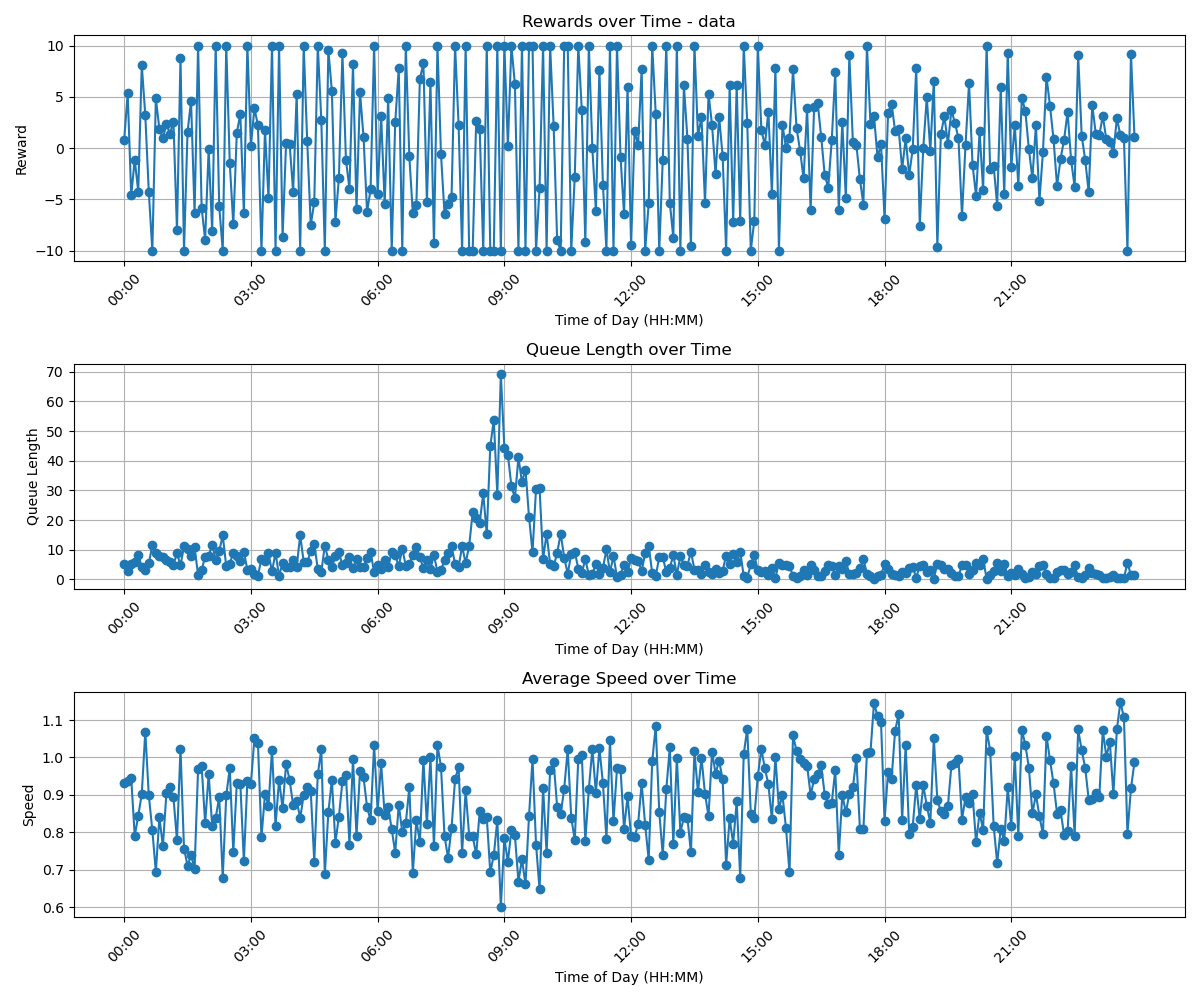 Rewards over Time - data
10
5
0
−5
−10
Reward
00:00 03:00 06:00 09:00 12:00 15:00 18:00 21:00
Time of Day (HH:MM)
Queue Length over Time
70
60
50
40
30
20
10
0
Queue Length
00:00 03:00 06:00 09:00 12:00 15:00 18:00 21:00
Time of Day (HH:MM)
Average Speed over Time
1.1
1.0
0.9
0.8
0.7
0.6
Speed
00:00 03:00 06:00 09:00 12:00 15:00 18:00 21:00
Time of Day (HH:MM)